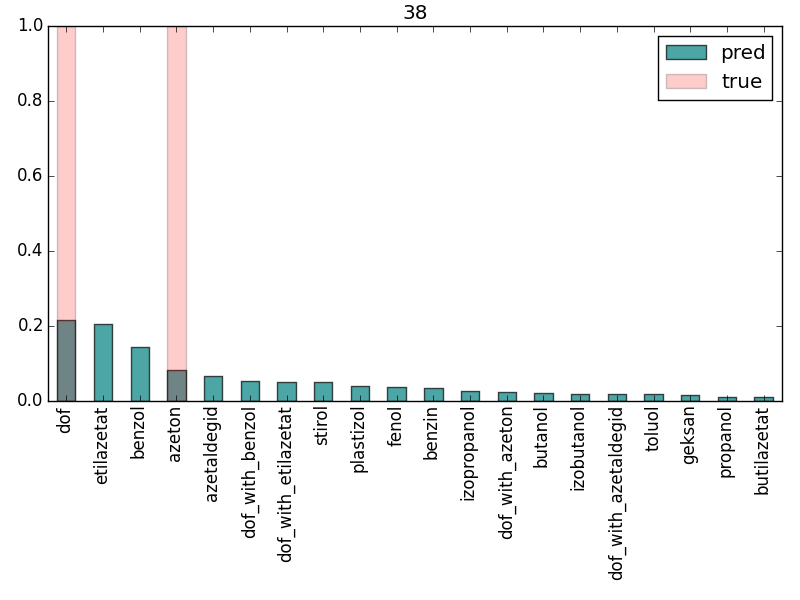 38
1.0
0.8
0.6
0.4
0.2
0.0
pred
true
dof
etilazetat
benzol
azeton
azetaldegid
dof_with_benzol
dof_with_etilazetat
stirol
plastizol
fenol
benzin
izopropanol
dof_with_azeton
butanol
izobutanol
dof_with_azetaldegid
toluol
geksan
propanol
butilazetat